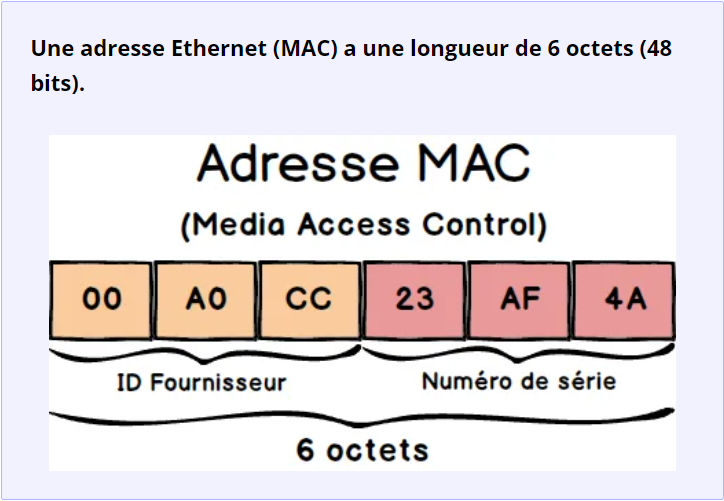 Une adresse Ethernet (MAC) a une longueur de 6 octets (48
bits).
Adresse MAC
(Media Access Control)
00 A0 CC 23 AF 4A
ID Fournisseur Numéro de série
6 octets